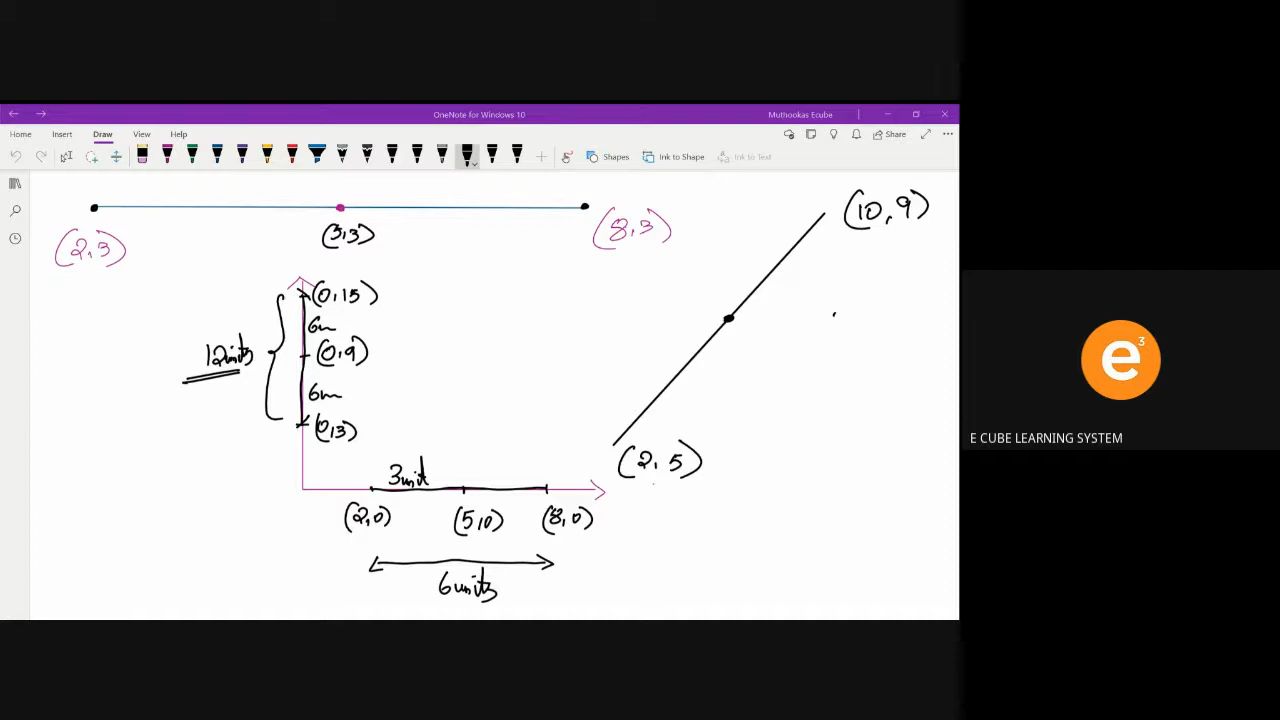 OneNote for Windows 10
Muthookas Ecube
Home Insert Draw View Help
Share
Shapes
Ink to Shape
Ink to Text
(2,3)
(5,3)
(8,3)
(10,9)
(0,15)
6m
12units
(0,9)
6m
(0,3)
(2,5)
3unit
(2,0)
(5,0)
(8,0)
6units
e3
E CUBE LEARNING SYSTEM